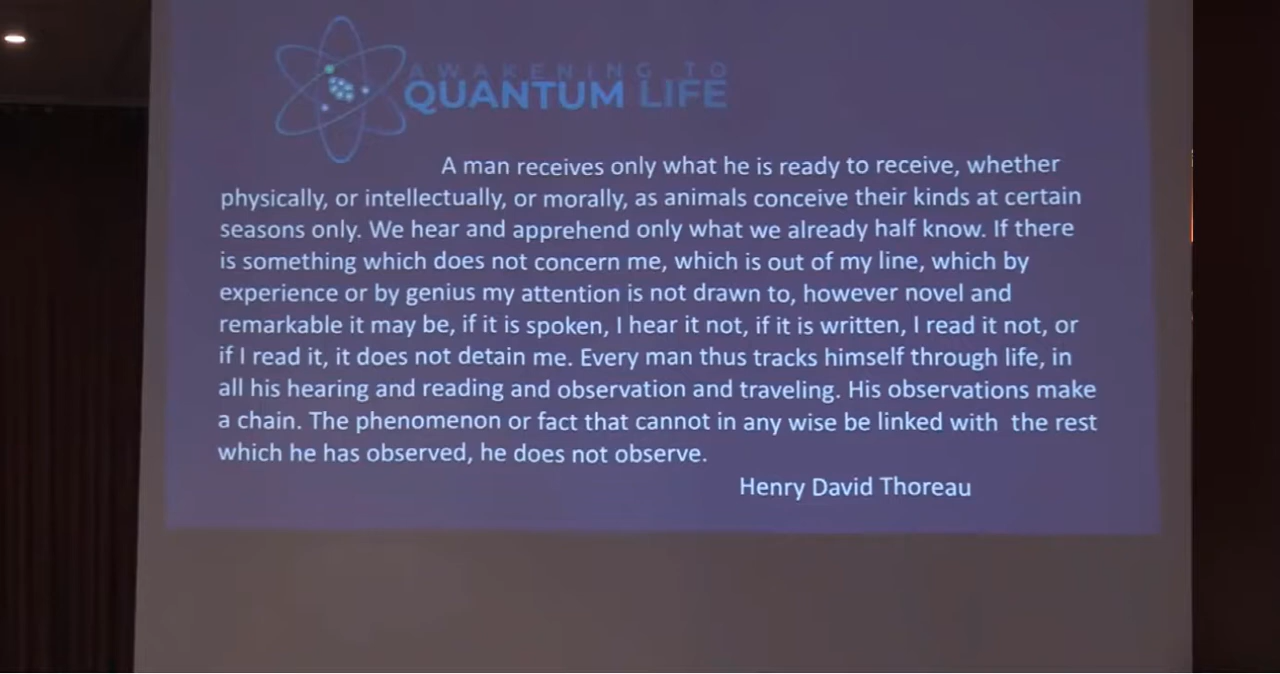 AWAKENING TO
QUANTUM LIFE
A man receives only what he is ready to receive, whether
physically, or intellectually, or morally, as animals conceive their kinds at certain
seasons only. We hear and apprehend only what we already half know. If there
is something which does not concern me, which is out of my line, which by
experience or by genius my attention is not drawn to, however novel and
remarkable it may be, if it is spoken, I hear it not, if it is written, I read it not, or
if I read it, it does not detain me. Every man thus tracks himself through life, in
all his hearing and reading and observation and traveling. His observations make
a chain. The phenomenon or fact that cannot in any wise be linked with the rest
which he has observed, he does not observe.
Henry David Thoreau